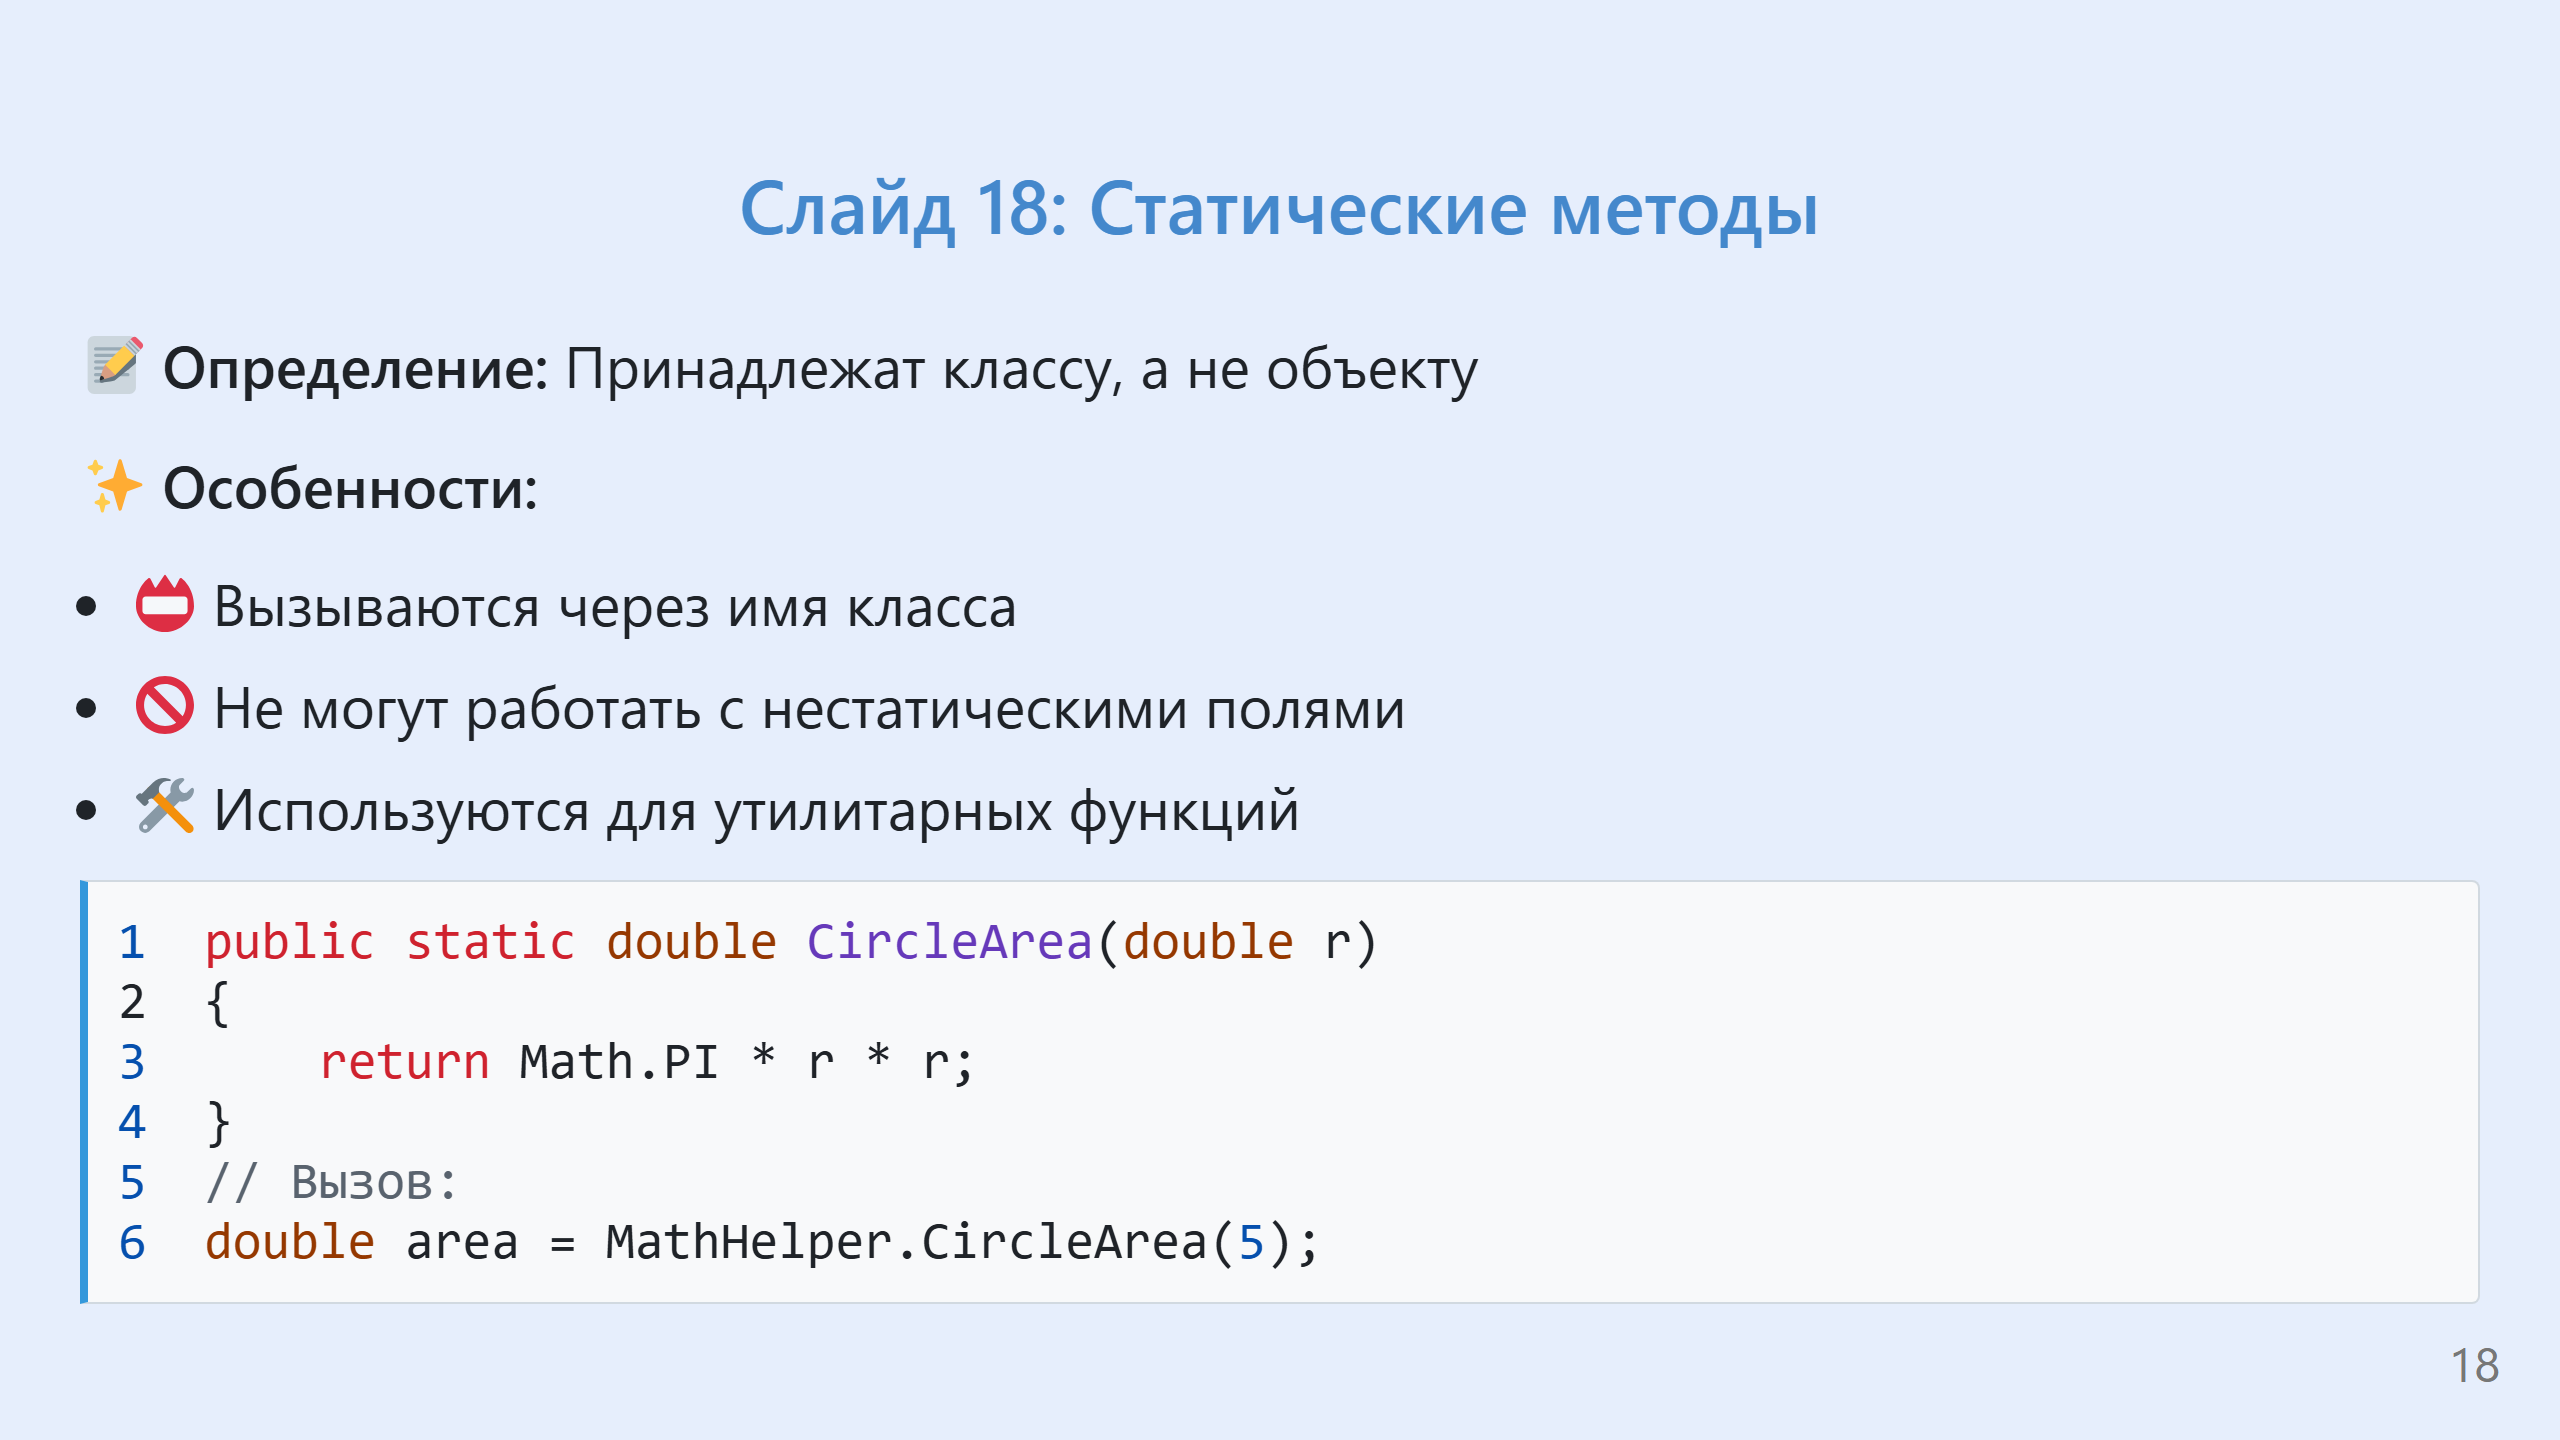 Слайд 18: Статические методы
📝 Определение: Принадлежат классу, а не объекту
✨ Особенности:
• 📛 Вызываются через имя класса
• 🚫 Не могут работать с нестатическими полями
• 🛠 Используются для утилитарных функций
1 public static double CircleArea(double r)
2 {
3     return Math.PI * r * r;
4 }
5 // Вызов:
6 double area = MathHelper.CircleArea(5);
18